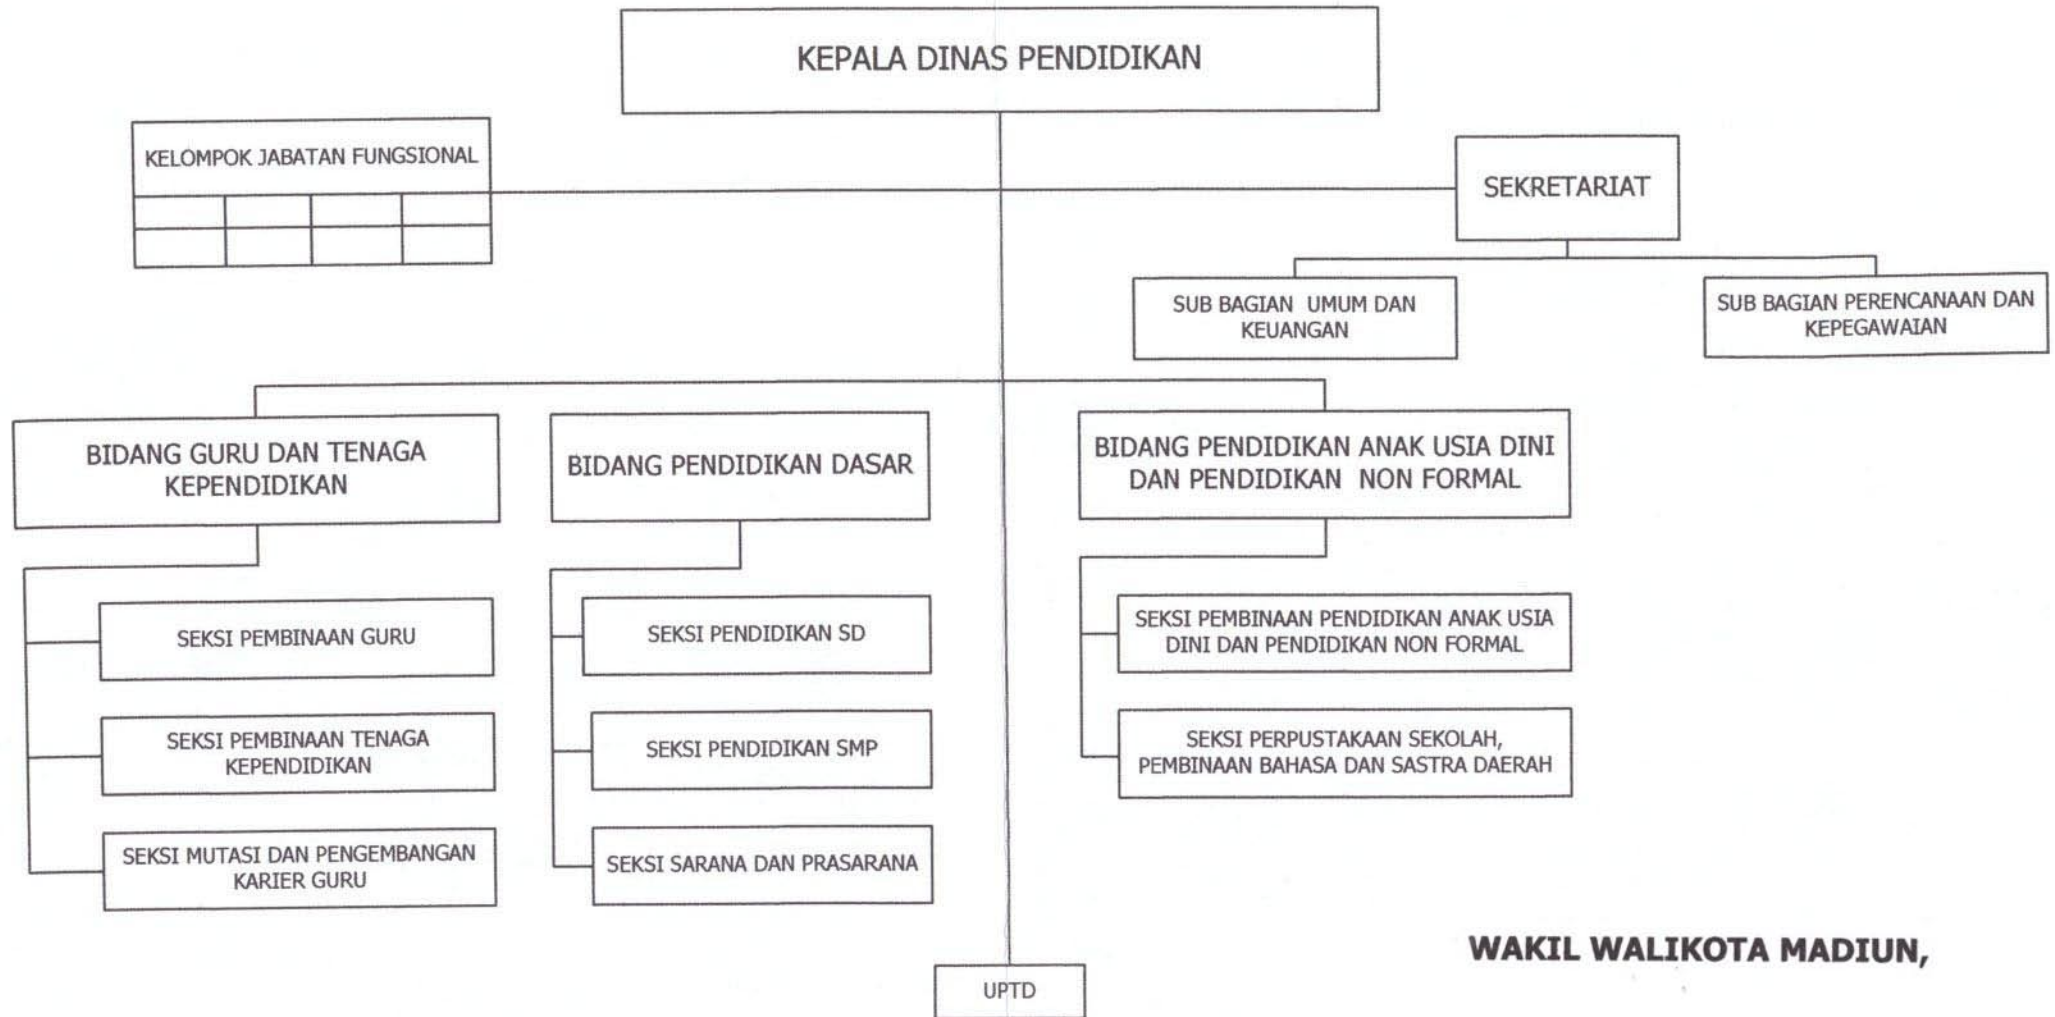 KEPALA DINAS PENDIDIKAN
KELOMPOK JABATAN FUNGSIONAL
SEKRETARIAT
SUB BAGIAN UMUM DAN
KEUANGAN
SUB BAGIAN PERENCANAAN DAN
KEPEGAWAIAN
BIDANG GURU DAN TENAGA
KEPENDIDIKAN
BIDANG PENDIDIKAN DASAR
BIDANG PENDIDIKAN ANAK USIA DINI
DAN PENDIDIKAN NON FORMAL
SEKSI PEMBINAAN GURU
SEKSI PEMBINAAN TENAGA
KEPENDIDIKAN
SEKSI MUTASI DAN PENGEMBANGAN
KARIER GURU
SEKSI PENDIDIKAN SD
SEKSI PENDIDIKAN SMP
SEKSI SARANA DAN PRASARANA
SEKSI PEMBINAAN PENDIDIKAN ANAK USIA
DINI DAN PENDIDIKAN NON FORMAL
SEKSI PERPUSTAKAAN SEKOLAH,
PEMBINAAN BAHASA DAN SASTRA DAERAH
UPTD
WAKIL WALIKOTA MADIUN,